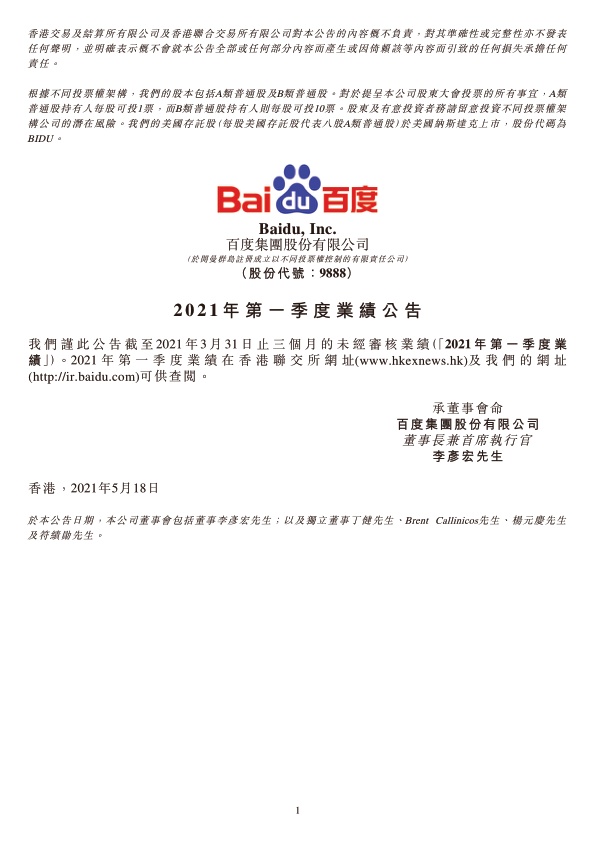 香港交易及結算所有限公司及香港聯合交易所有限公司對本公告的內容概不負責，對其準確性或完整性亦不發表
任何聲明，並明確表示概不會就本公告全部或任何部分內容而產生或因倚賴該等內容而引致的任何損失承擔任何
責任。
根據不同投票權架構，我們的股本包括A類普通股及B類普通股。對於提呈本公司股東大會投票的所有事宜，A類
普通股持有人每股可投1票，而B類普通股持有人則每股可投10票。股東及有意投資者務請留意投資不同投票權架
構公司的潛在風險。我們的美國存託股(每股美國存託股代表八股A類普通股)於美國納斯達克上市，股份代碼為
BIDU。
Bai du 百度
Baidu, Inc.
百度集團股份有限公司
(於開曼群島註冊成立以不同投票權控制的有限責任公司)
（股份代號：9888）
2021年第一季度業績公告
我們謹此公告截至2021年3月31日止三個月的未經審核業績(「2021年第一季度業
績」)。2021年第一季度業績在香港聯交所網址(www.hkexnews.hk)及我們的網址
(http://ir.baidu.com)可供查閱。
承董事會命
百度集團股份有限公司
董事長兼首席執行官
李彥宏先生
香港，2021年5月18日
於本公告日期，本公司董事會包括董事李彥宏先生；以及獨立董事丁健先生、Brent Callinicos先生、楊元慶先生
及符績勛先生。
1